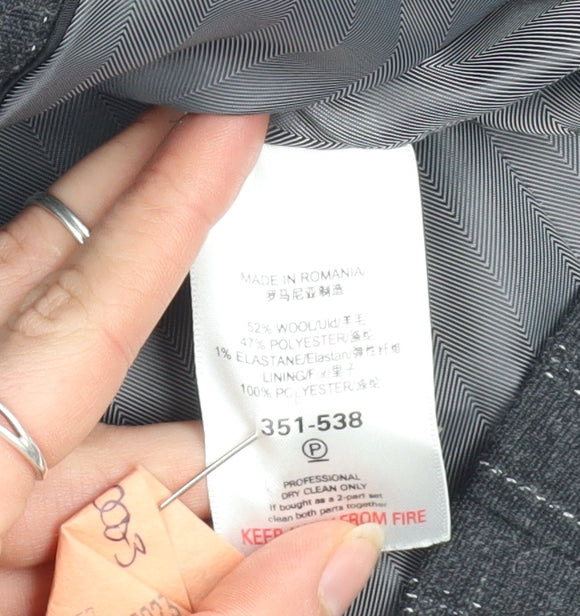 MADE IN ROMANIA
罗马尼亚制造
52% WOOL/Uld/羊毛
47% POLYESTER/涤纶
1% ELASTANE/Elastan/弹性纤维
LINING/F /里子
100% POLYESTER/涤纶
351-538
P
PROFESSIONAL
DRY CLEAN ONLY
If bought as a 2-part set
clean both parts together
KEEP FROM FIRE